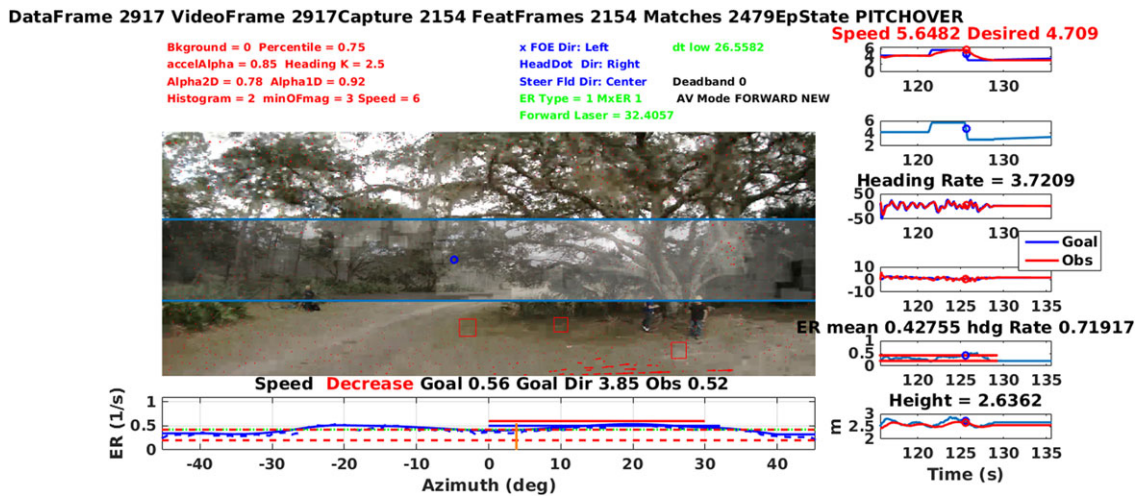 DataFrame 2917 VideoFrame 2917Capture 2154 FeatFrames 2154 Matches 2479EpState PITCHOVER
Speed 5.6482 Desired 4.709
Bkground = 0 Percentile = 0.75
accelAlpha = 0.85 Heading K = 2.5
Alpha2D = 0.78 Alpha1D = 0.92
Histogram = 2 minOFmag = 3 Speed = 6
x FOE Dir: Left
HeadDot Dir: Right
Steer Fld Dir: Center
ER Type = 1 MxER 1
Forward Laser = 32.4057
dt low 26.5582
Deadband 0
AV Mode FORWARD NEW
6
4
2
0
120 130
6
4
2
120 130
Heading Rate = 3.7209
50
0
-50
120 130
Goal
Obs
10
0
-10
120 125 130 135
ER mean 0.42755 hdg Rate 0.71917
1
0.5
0
120 125 130 135
Height = 2.6362
m
3
2.5
2
120 125 130 135
Time (s)
Speed Decrease Goal 0.56 Goal Dir 3.85 Obs 0.52
ER (1/s)
1
0.5
0
-40 -30 -20 -10 0 10 20 30 40
Azimuth (deg)